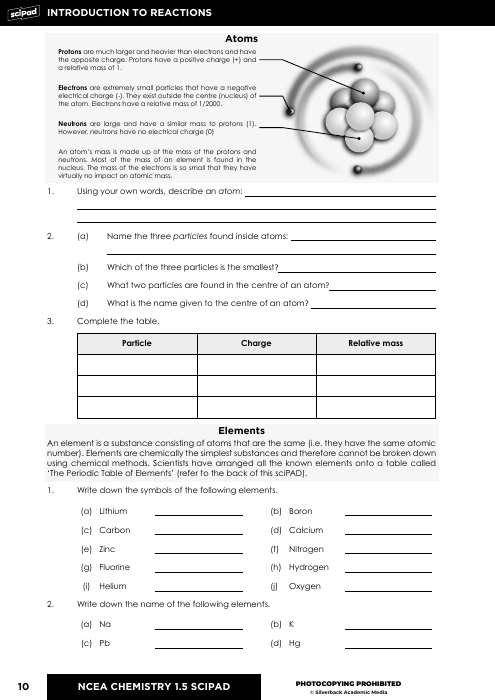 scipad INTRODUCTION TO REACTIONS
Atoms
Protons are much larger and heavier than electrons and have
the opposite charge. Protons have a positive charge (+) and
a relative mass of 1.
Electrons are extremely small particles that have a negative
electrical charge (-). They exist outside the centre (nucleus) of
the atom. Electrons have a relative mass of 1/2000.
Neutrons are large and have a similar mass to protons (1).
However, neutrons have no electrical charge (0)
An atom's mass is made up of the mass of the protons and
neutrons. Most of the mass of an element is found in the
nucleus. The mass of the electrons is so small that they have
virtually no impact on atomic mass.
1. Using your own words, describe an atom:
2. (a) Name the three particles found inside atoms:
(b) Which of the three particles is the smallest?
(c) What two particles are found in the centre of an atom?
(d) What is the name given to the centre of an atom?
3. Complete the table.
Particle Charge Relative mass
Elements
An element is a substance consisting of atoms that are the same (i.e. they have the same atomic
number). Elements are chemically the simplest substances and therefore cannot be broken down
using chemical methods. Scientists have arranged all the known elements onto a table called
'The Periodic Table of Elements' (refer to the back of this sciPAD).
1. Write down the symbols of the following elements.
(a) Lithium (b) Boron
(c) Carbon (d) Calcium
(e) Zinc (f) Nitrogen
(g) Fluorine (h) Hydrogen
(i) Helium (j) Oxygen
2. Write down the name of the following elements.
(a) Na (b) K
(c) Pb (d) Hg
10 NCEA CHEMISTRY 1.5 SCIPAD PHOTOCOPYING PROHIBITED
© Silverback Academic Media